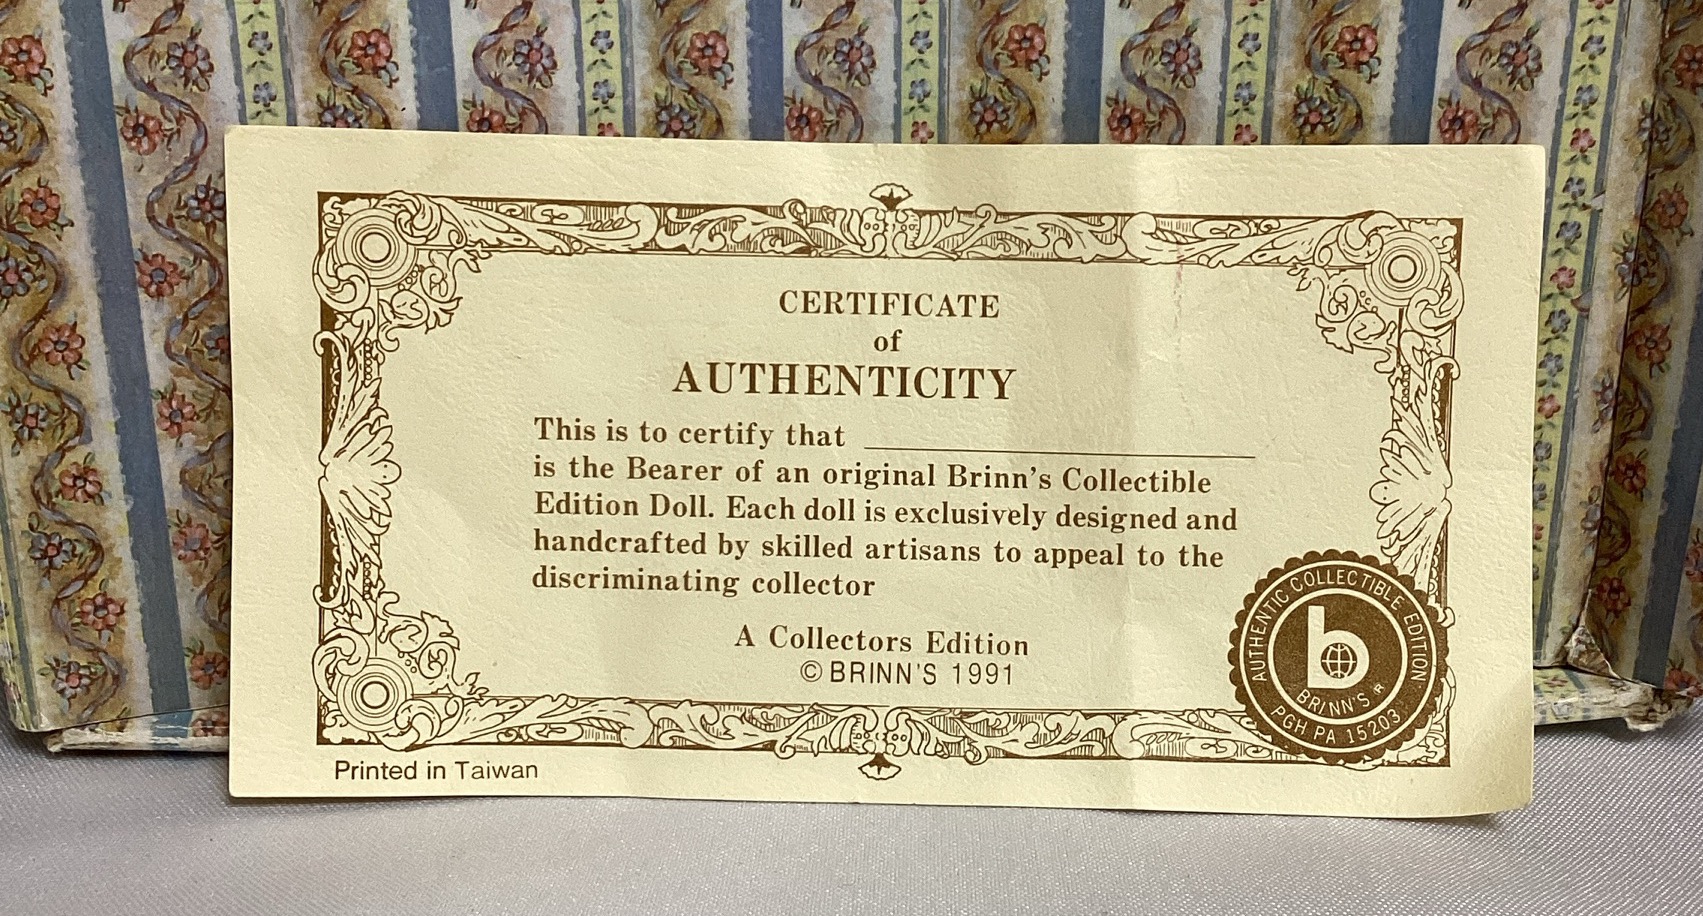 CERTIFICATE
of
AUTHENTICITY
This is to certify that
is the Bearer of an original Brinn's Collectible
Edition Doll. Each doll is exclusively designed and
handcrafted by skilled artisans to appeal to the
discriminating collector
A Collectors Edition
© BRINN'S 1991
AUTHENTIC COLLECTIBLE EDITION
b
BRINN'S ®
PGH PA 15203
Printed in Taiwan